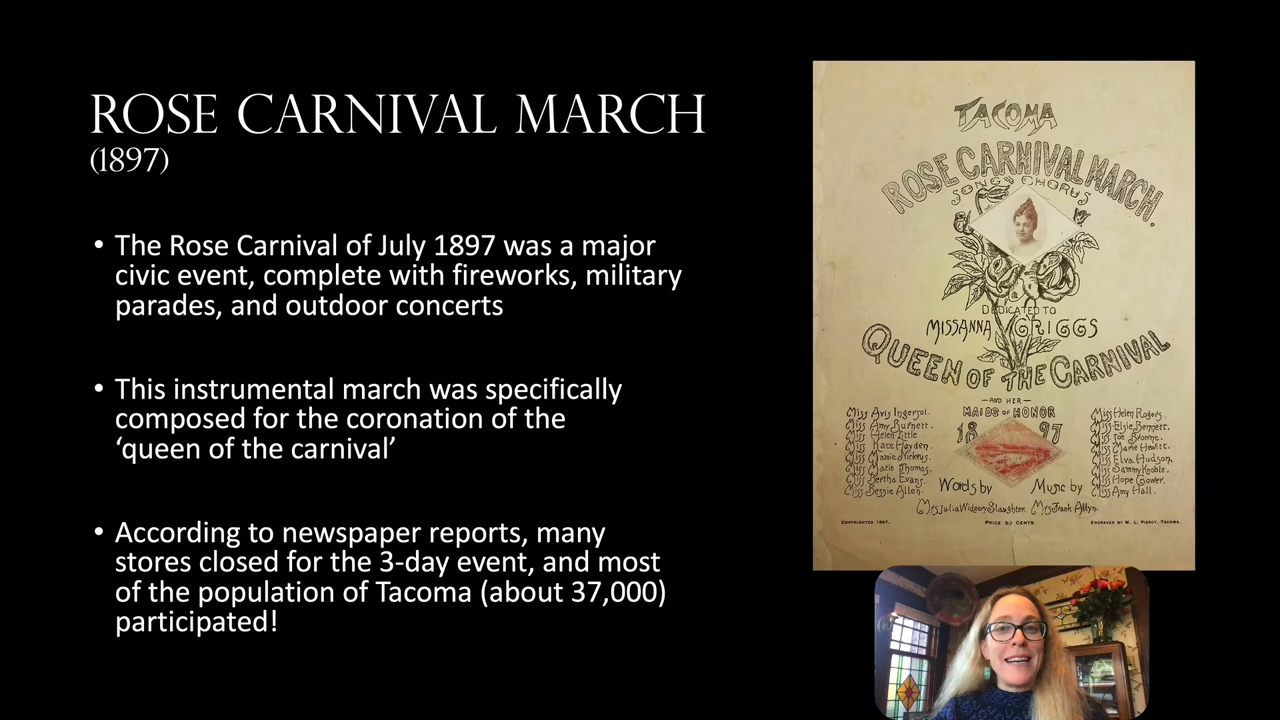 ROSE CARNIVAL MARCH
(1897)
• The Rose Carnival of July 1897 was a major
civic event, complete with fireworks, military
parades, and outdoor concerts
• This instrumental march was specifically
composed for the coronation of the
‘queen of the carnival’
• According to newspaper reports, many
stores closed for the 3-day event, and most
of the population of Tacoma (about 37,000)
participated!
TACOMA
ROSE CARNIVAL MARCH.
SONG & CHORUS
DEDICATED TO
MISS ANNA GRIGGS
QUEEN OF THE CARNIVAL
—AND HER—
MAIDS OF HONOR
1897
Miss Avis Ingersol.
Miss Amy Burnett.
Miss Helen Little
Miss Kate Hayden.
Miss Mamie Nickeus.
Miss Marie Thomas.
Miss Bertha Evans.
Miss Bessie Allen.
Miss Helen Rogers.
Miss Elsie Bennett.
Miss Browne.
Miss Marie Hewitt.
Miss Elva Hudson.
Miss Sammy Knoble.
Miss Hope
Miss Amy Hall.
Words by
Mrs Julia Widgery Slaughter.
Music by
Mrs Frank Allyn.
COPYRIGHTED 1897.
PRICE 50 CENTS.
ENGRAVED BY W. L. PIERCY, TACOMA.